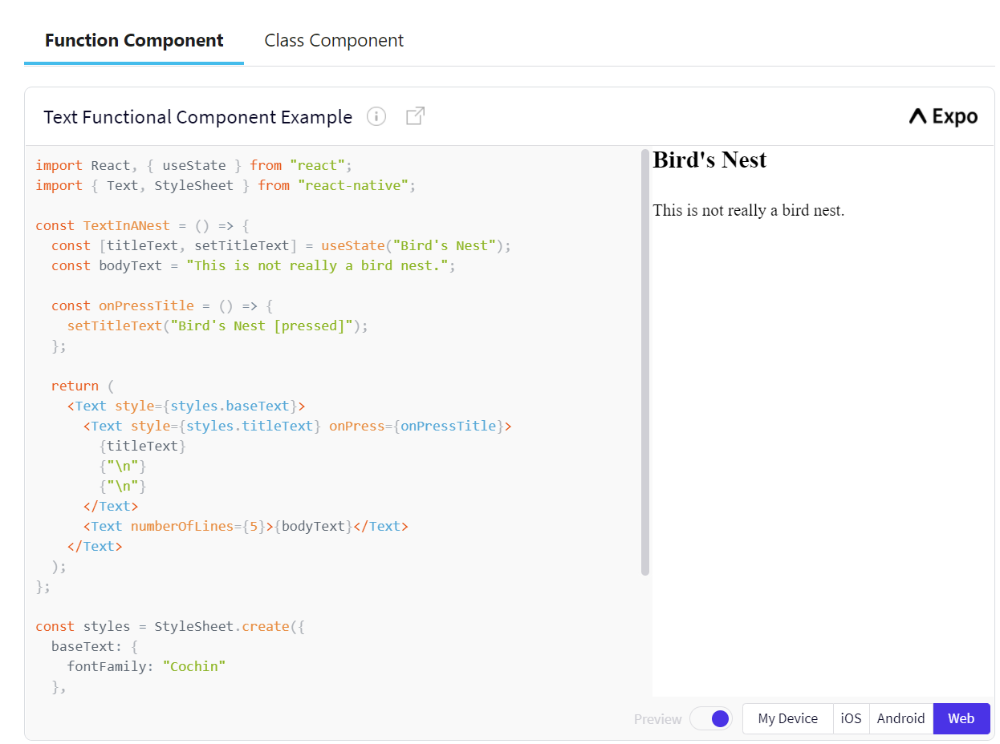 Function Component
Class Component
Text Functional Component Example
Expo
import React, { useState } from "react";
import { Text, StyleSheet } from "react-native";
const TextInANest = () => {
const [titleText, setTitleText] = useState("Bird's Nest");
const bodyText = "This is not really a bird nest.";
const onPressTitle = () => {
setTitleText("Bird's Nest [pressed]");
};
return (
<Text style={styles.baseText}>
<Text style={styles.titleText} onPress={onPressTitle}>
{titleText}
{"\n"}
{"\n"}
</Text>
<Text numberOfLines={5}>{bodyText}</Text>
</Text>
);
};
const styles = StyleSheet.create({
baseText: {
fontFamily: "Cochin"
},
Bird's Nest
This is not really a bird nest.
Preview
My Device
iOS
Android
Web